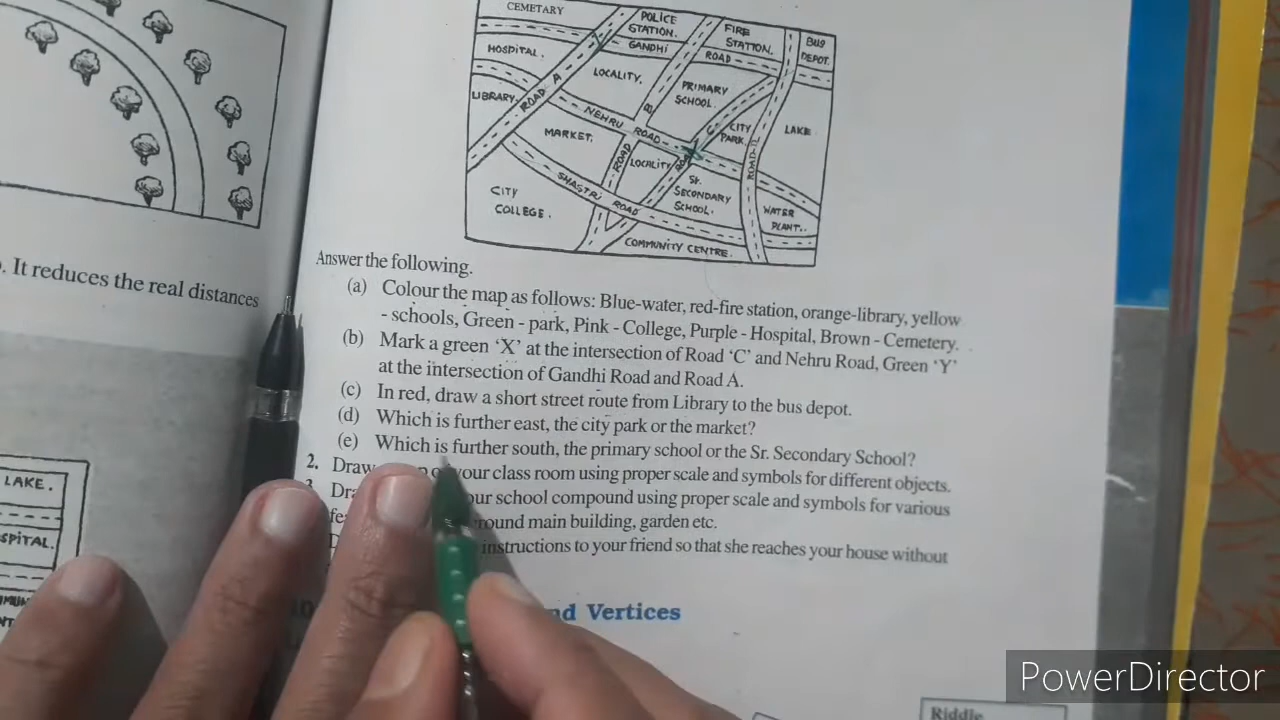 CEMETARY
POLICE
STATION.
FIRE
STATION.
BUS
DEPOT.
HOSPITAL.
GANDHI
ROAD
LOCALITY.
PRIMARY
SCHOOL.
LIBRARY.
ROAD A
B
ROAD
NEHRU ROAD
C
CITY
PARK
LAKE
MARKET.
LOCALITY
ROAD-D
SHASTRI ROAD
Sr.
SECONDARY
SCHOOL.
CITY
COLLEGE.
WATER
PLANT..
COMMUNITY CENTRE.
. It reduces the real distances
Answer the following.
(a) Colour the map as follows: Blue-water, red-fire station, orange-library, yellow
- schools, Green - park, Pink - College, Purple - Hospital, Brown - Cemetery.
(b) Mark a green ‘X’ at the intersection of Road ‘C’ and Nehru Road, Green ‘Y’
at the intersection of Gandhi Road and Road A.
(c) In red, draw a short street route from Library to the bus depot.
(d) Which is further east, the city park or the market?
(e) Which is further south, the primary school or the Sr. Secondary School?
2. Draw your class room using proper scale and symbols for different objects.
school compound using proper scale and symbols for various
main building, garden etc.
instructions to your friend so that she reaches your house without
LAKE.
Vertices
Riddle
PowerDirector